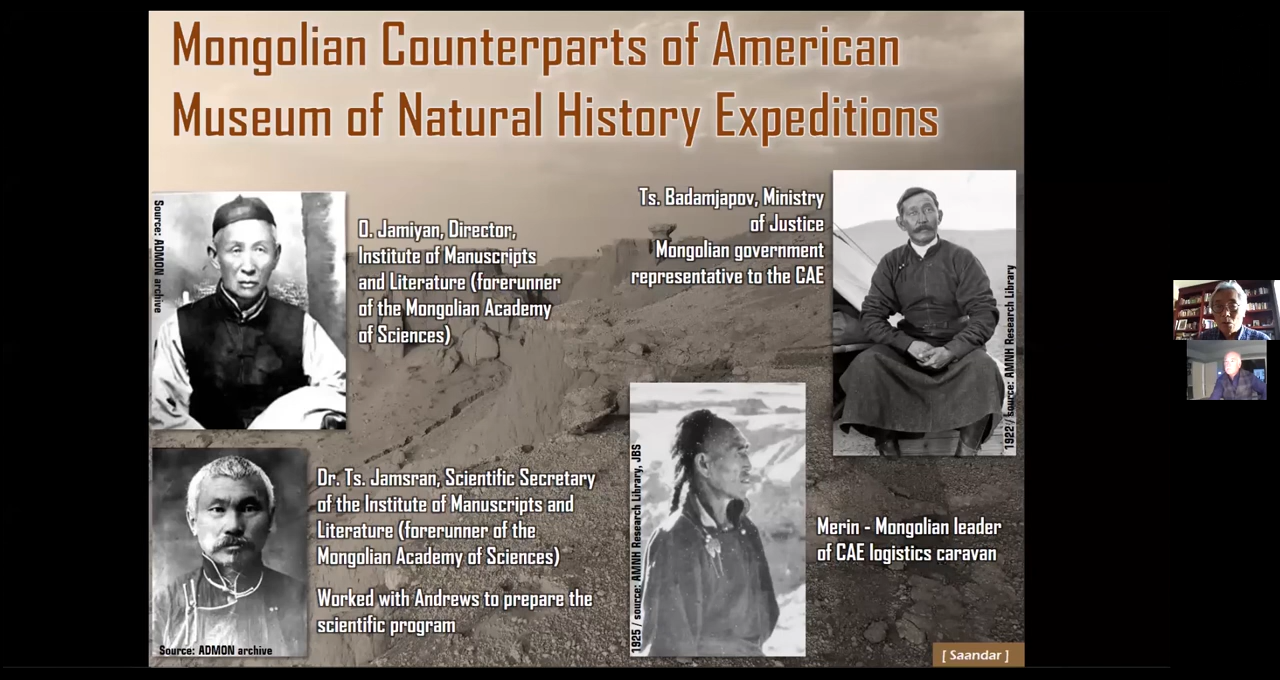 Mongolian Counterparts of American
Museum of Natural History Expeditions
Source: ADMON archive
O. Jamiyan, Director,
Institute of Manuscripts
and Literature (forerunner
of the Mongolian Academy
of Sciences)
Ts. Badamjapov, Ministry
of Justice
Mongolian government
representative to the CAE
1922 / source: AMNH Research Library
Source: ADMON archive
Dr. Ts. Jamsran, Scientific Secretary
of the Institute of Manuscripts and
Literature (forerunner of the
Mongolian Academy of Sciences)
Worked with Andrews to prepare the
scientific program
1925 / source: AMNH Research Library, JBS
Merin - Mongolian leader
of CAE logistics caravan
[ Saandar ]